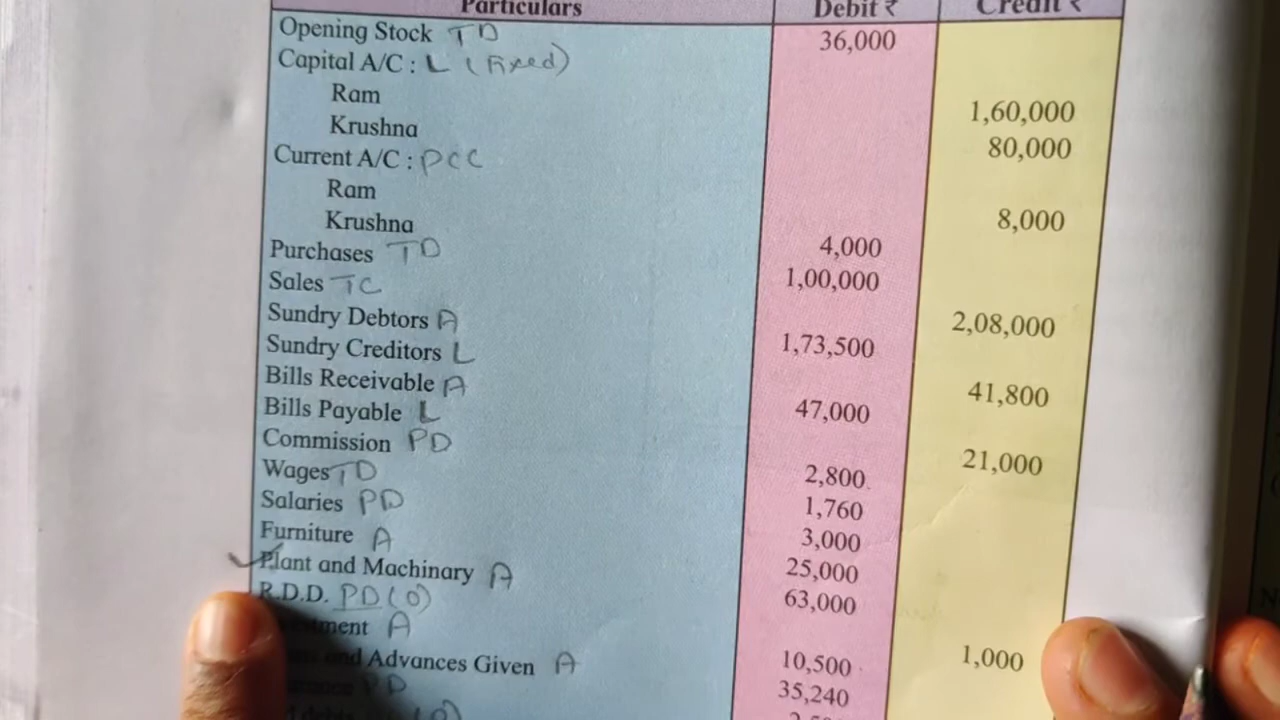 Particulars Debit ₹ Credit ₹
Opening Stock TD 36,000
Capital A/C : L (Fixed)
Ram 1,60,000
Krushna 80,000
Current A/C : PCC
Ram 8,000
Krushna 4,000
Purchases TD 1,00,000
Sales TC 2,08,000
Sundry Debtors A 1,73,500
Sundry Creditors L 41,800
Bills Receivable A 47,000
Bills Payable L 21,000
Commission PD 2,800
Wages TD 1,760
Salaries PD 3,000
Furniture A 25,000
Plant and Machinary A 63,000
R.D.D. PD(O) 1,000
A 10,500
and Advances Given A 35,240
PD